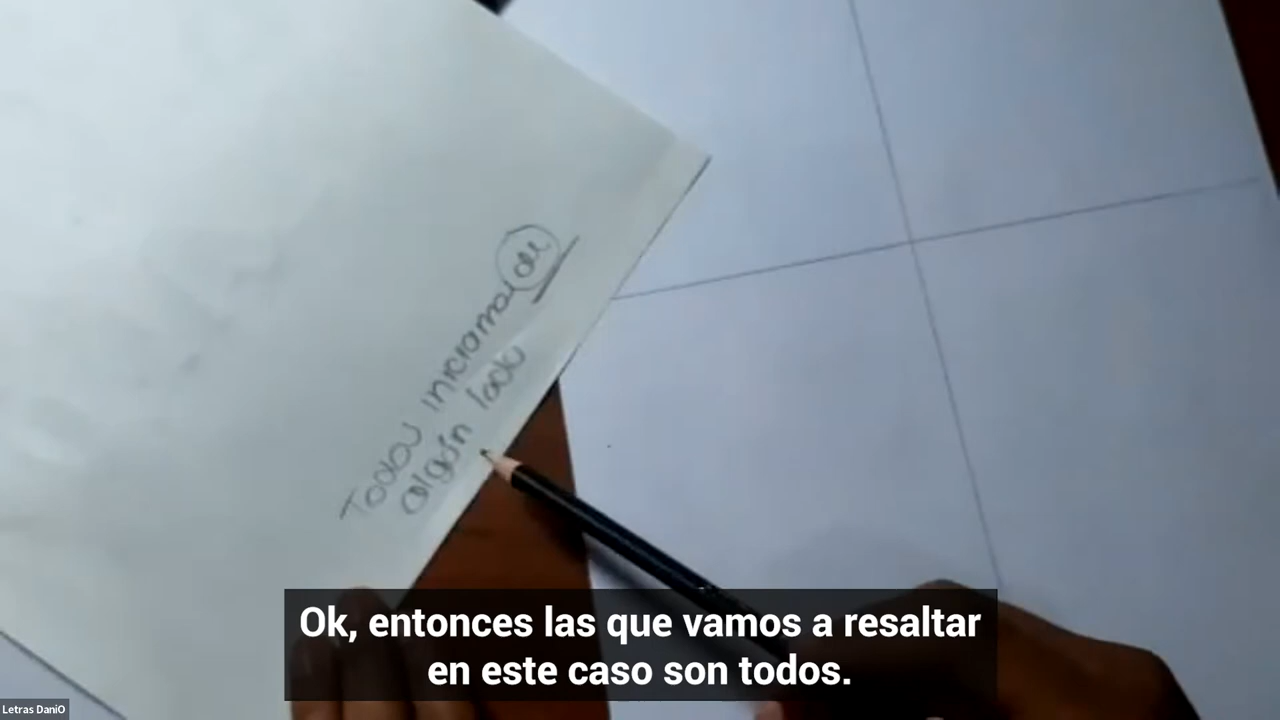 Todos iniciamos de
algún lado
Ok, entonces las que vamos a resaltar
en este caso son todos.
Letras DaniO